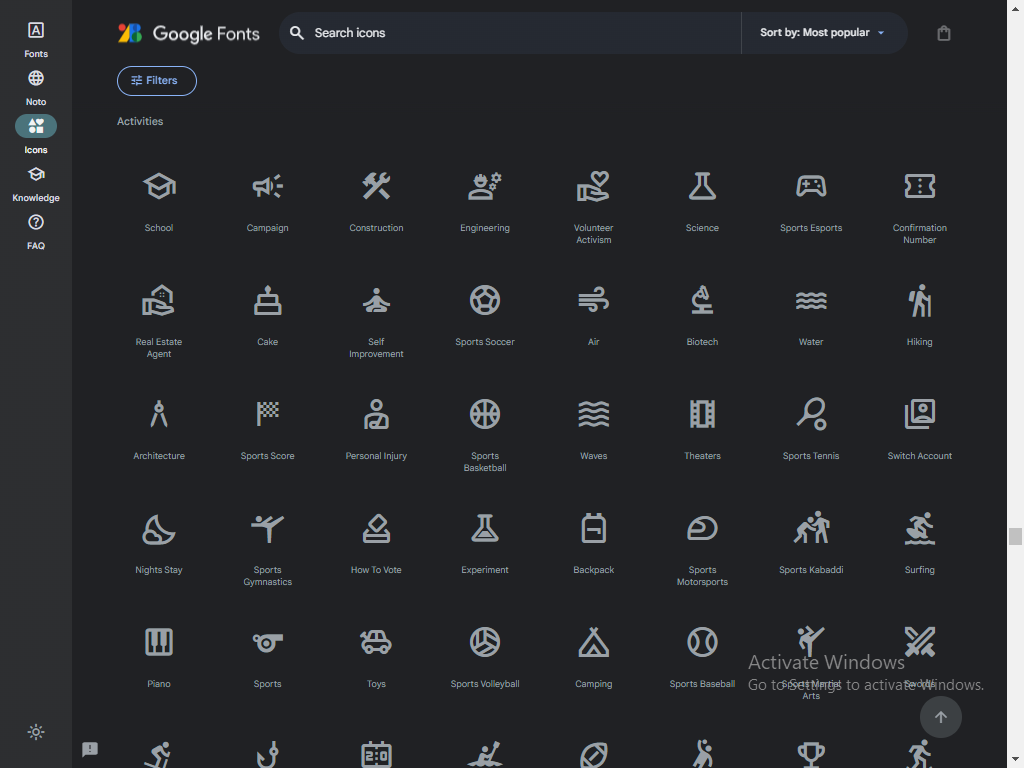 Fonts
Noto
Icons
Knowledge
FAQ
Google Fonts
Search icons
Sort by: Most popular
Filters
Activities
School
Campaign
Construction
Engineering
Volunteer
Activism
Science
Sports Esports
Confirmation
Number
Real Estate
Agent
Cake
Self
Improvement
Sports Soccer
Air
Biotech
Water
Hiking
Architecture
Sports Score
Personal Injury
Sports
Basketball
Waves
Theaters
Sports Tennis
Switch Account
Nights Stay
Sports
Gymnastics
How To Vote
Experiment
Backpack
Sports
Motorsports
Sports Kabaddi
Surfing
Piano
Sports
Toys
Sports Volleyball
Camping
Sports Baseball
Sports Martial
Arts
Swords
Activate Windows
Go to Settings to activate Windows.
2:0